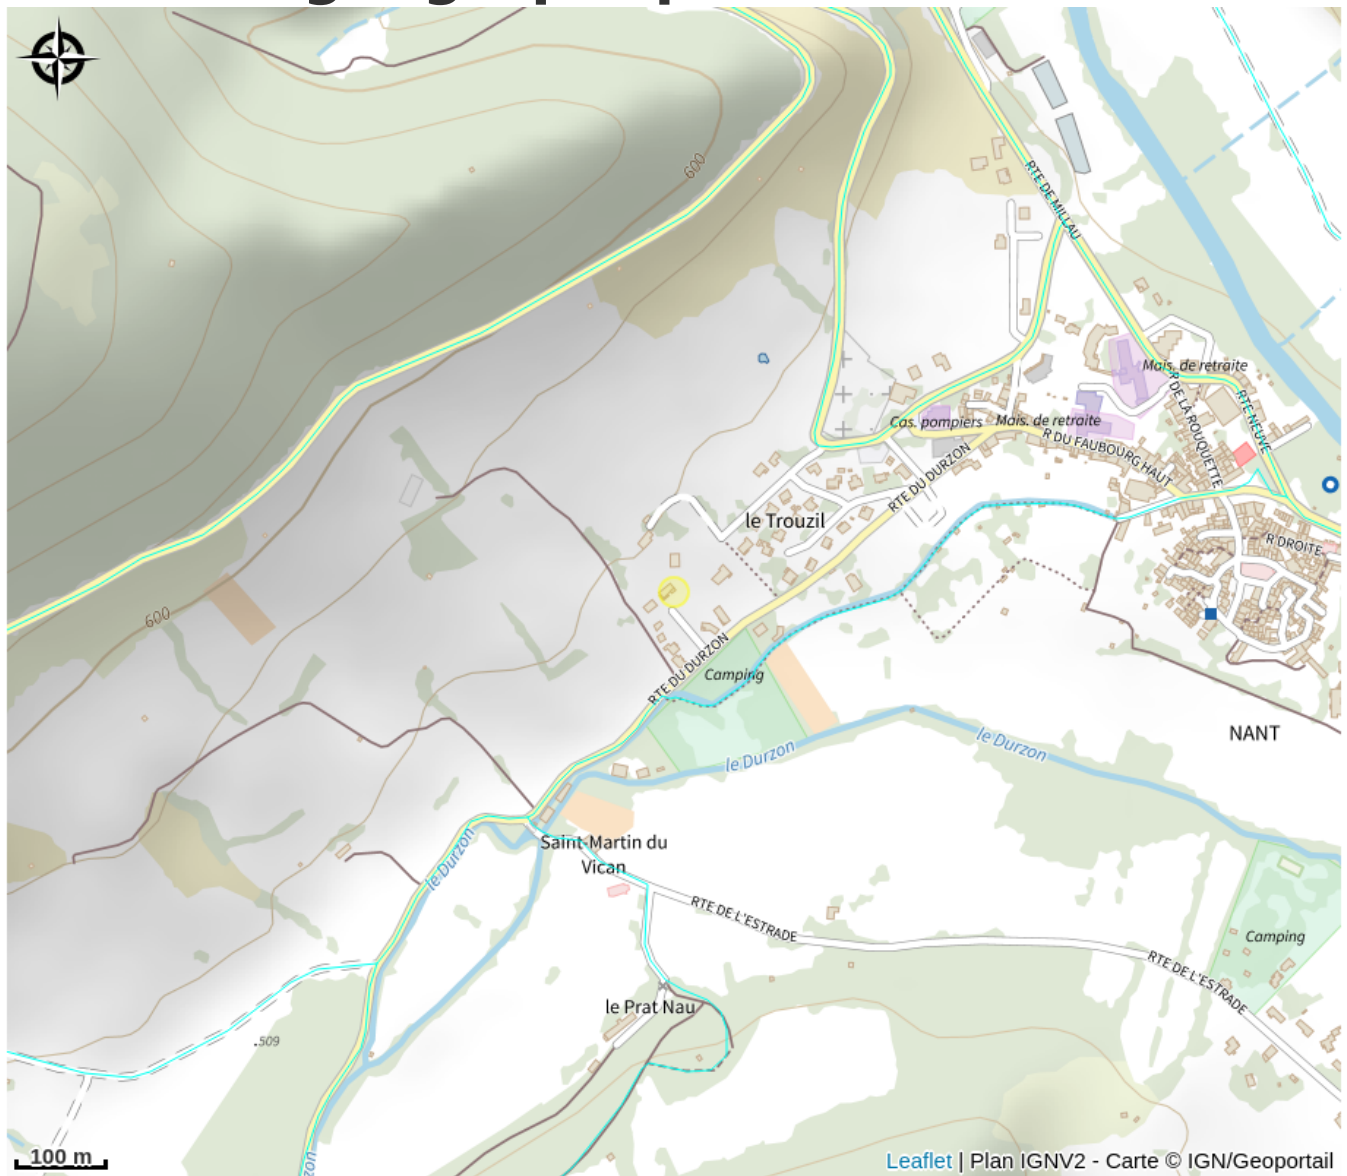 600
RTE DE MILLAU
Mais. de retraite
R DE LA ROUQUETTE
RTE NEUVE
Cas. pompiers
Mais. de retraite
R DU FAUBOURG HAUT
RTE DU DURZON
le Trouzil
R DROITE
600
RTE DU DURZON
Camping
NANT
le Durzon
le Durzon
Saint-Martin du
Vican
le Durzon
RTE DE L'ESTRADE
Camping
RTE DE L'ESTRADE
le Prat Nau
.509
100 m
zon
Leaflet | Plan IGNV2 - Carte © IGN/Geoportail